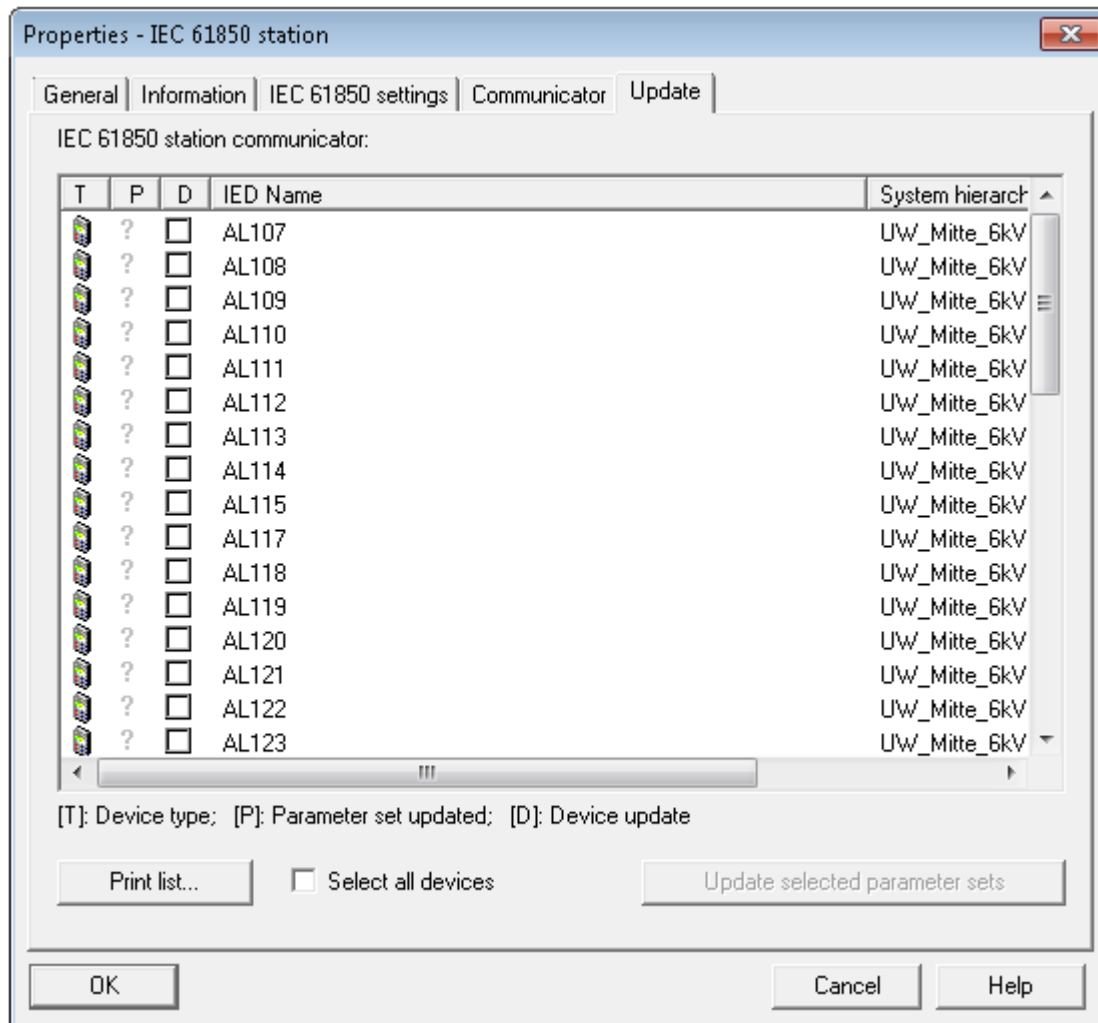 Properties - IEC 61850 station
General Information IEC 61850 settings Communicator Update
IEC 61850 station communicator:
T P D IED Name System hierarch
? AL107 UW_Mitte_6kV
? AL108 UW_Mitte_6kV
? AL109 UW_Mitte_6kV
? AL110 UW_Mitte_6kV
? AL111 UW_Mitte_6kV
? AL112 UW_Mitte_6kV
? AL113 UW_Mitte_6kV
? AL114 UW_Mitte_6kV
? AL115 UW_Mitte_6kV
? AL117 UW_Mitte_6kV
? AL118 UW_Mitte_6kV
? AL119 UW_Mitte_6kV
? AL120 UW_Mitte_6kV
? AL121 UW_Mitte_6kV
? AL122 UW_Mitte_6kV
? AL123 UW_Mitte_6kV
[T]: Device type; [P]: Parameter set updated; [D]: Device update
Print list... Select all devices Update selected parameter sets
OK Cancel Help